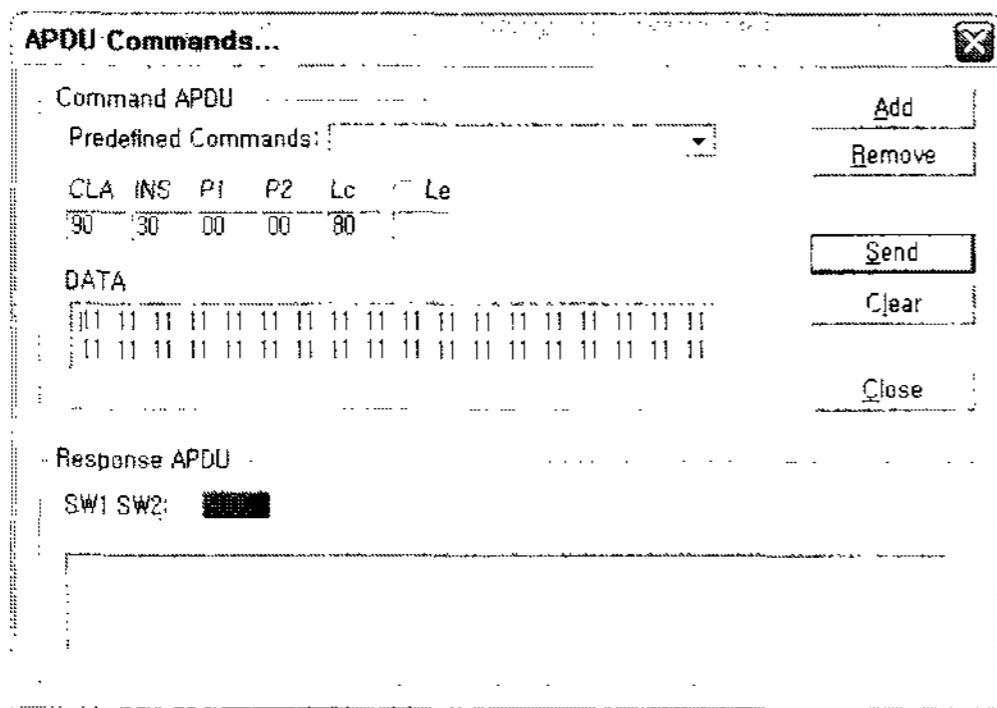 APDU Commands...
Command APDU
Add
Predefined Commands:
Remove
CLA INS P1 P2 Lc Le
90 30 00 00 80
Send
DATA
Clear
11 11 11 11 11 11 11 11 11 11 11 11 11 11 11 11 11 11
11 11 11 11 11 11 11 11 11 11 11 11 11 11 11 11 11 11
Close
Response APDU
SW1 SW2: